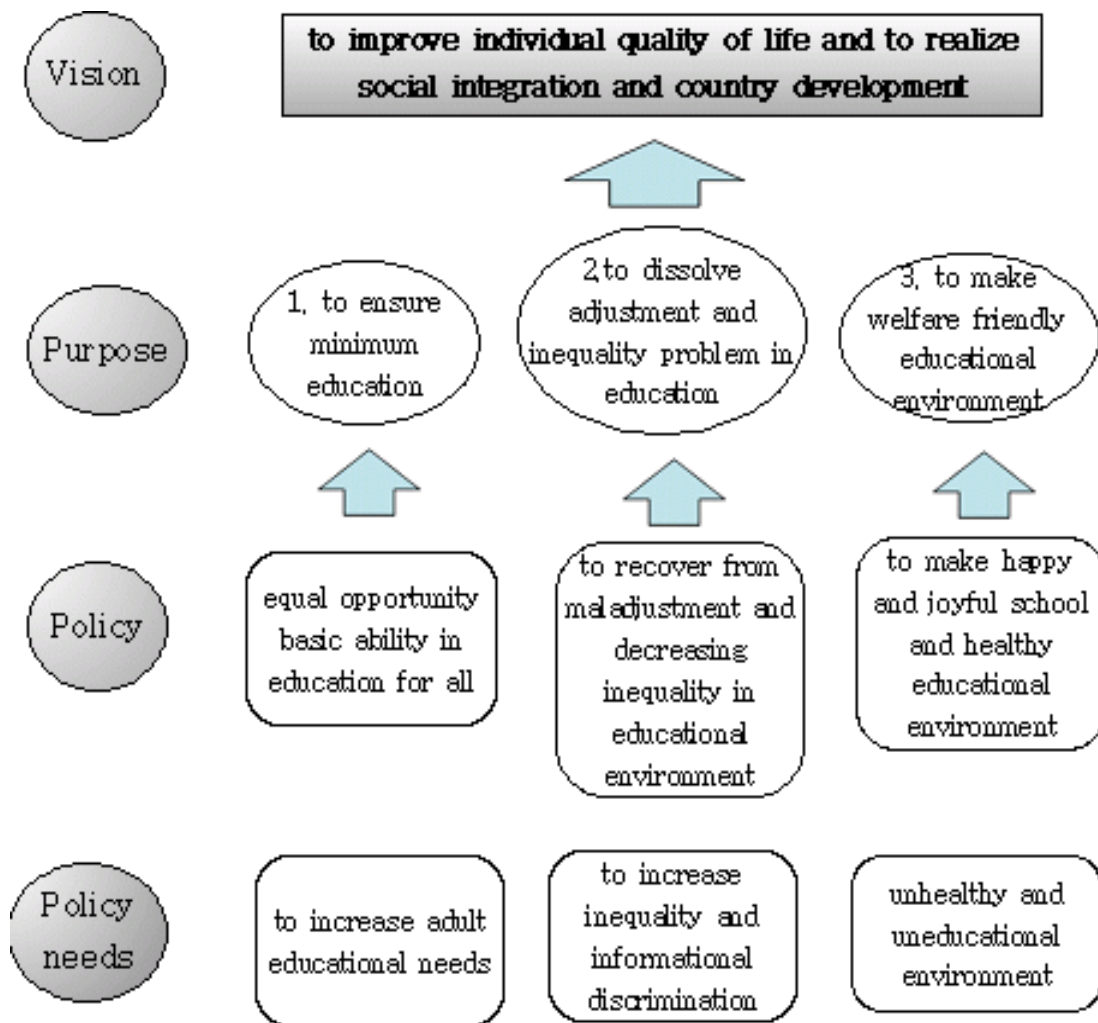 Vision
to improve individual quality of life and to realize
social integration and country development
Purpose
1, to ensure
minimum
education
2,to dissolve
adjustment and
inequality problem in
education
3, to make
welfare friendly
educational
environment
Policy
equal opportunity
basic ability in
education for all
to recover from
maladjustment and
decreasing
inequality in
educational
environment
to make happy
and joyful school
and healthy
educational
environment
Policy
needs
to increase adult
educational needs
to increase
inequality and
informational
discrimination
unhealthy and
uneducational
environment